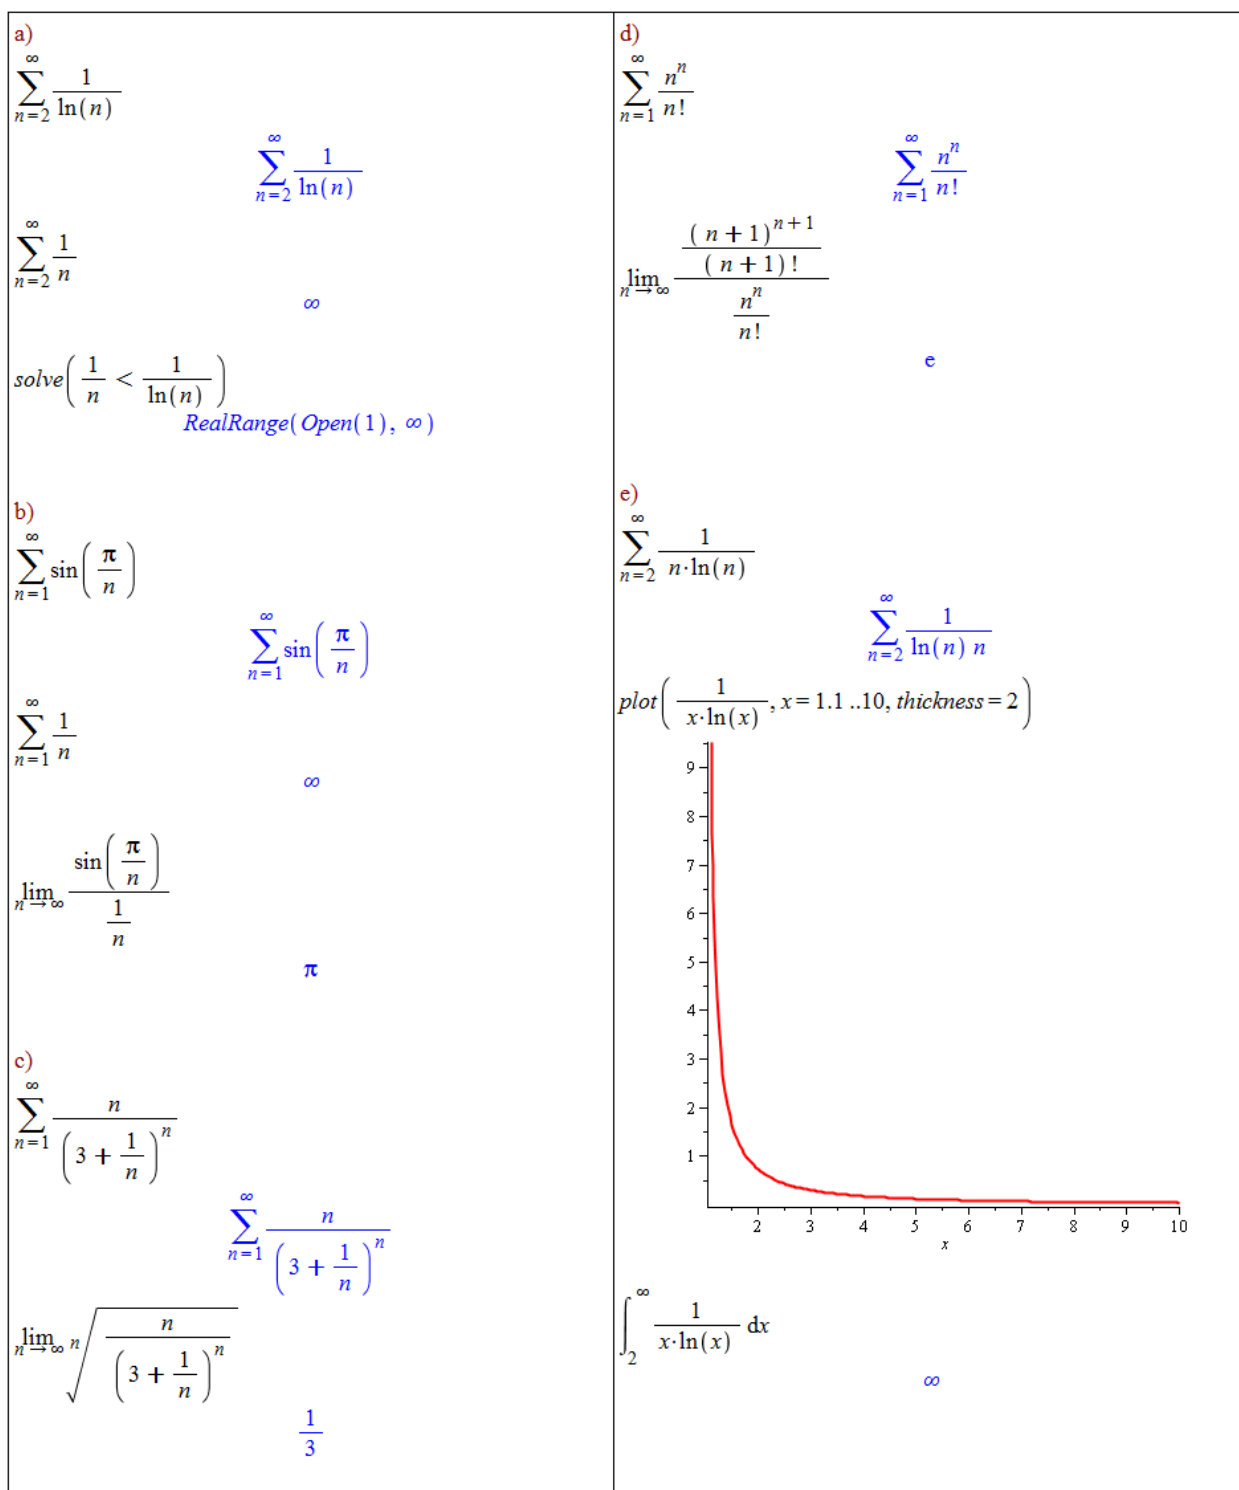 a)
∑_{n=2}^{∞} 1/ln(n)
∑_{n=2}^{∞} 1/ln(n)
∑_{n=2}^{∞} 1/n
∞
solve(1/n < 1/ln(n))
RealRange(Open(1), ∞)
b)
∑_{n=1}^{∞} sin(π/n)
∑_{n=1}^{∞} sin(π/n)
∑_{n=1}^{∞} 1/n
∞
lim_{n→∞} sin(π/n)/(1/n)
π
c)
∑_{n=1}^{∞} n/(3 + 1/n)^n
∑_{n=1}^{∞} n/(3 + 1/n)^n
lim_{n→∞} ⁿ√(n/(3 + 1/n)^n)
1/3
d)
∑_{n=1}^{∞} n^n/n!
∑_{n=1}^{∞} n^n/n!
lim_{n→∞} ((n + 1)^{n+1}/(n + 1)!)/(n^n/n!)
e
e)
∑_{n=2}^{∞} 1/(n·ln(n))
∑_{n=2}^{∞} 1/(ln(n) n)
plot(1/(x·ln(x)), x = 1.1 ..10, thickness = 2)
9
8
7
6
5
4
3
2
1
2 3 4 5 6 7 8 9 10
x
∫_{2}^{∞} 1/(x·ln(x)) dx
∞